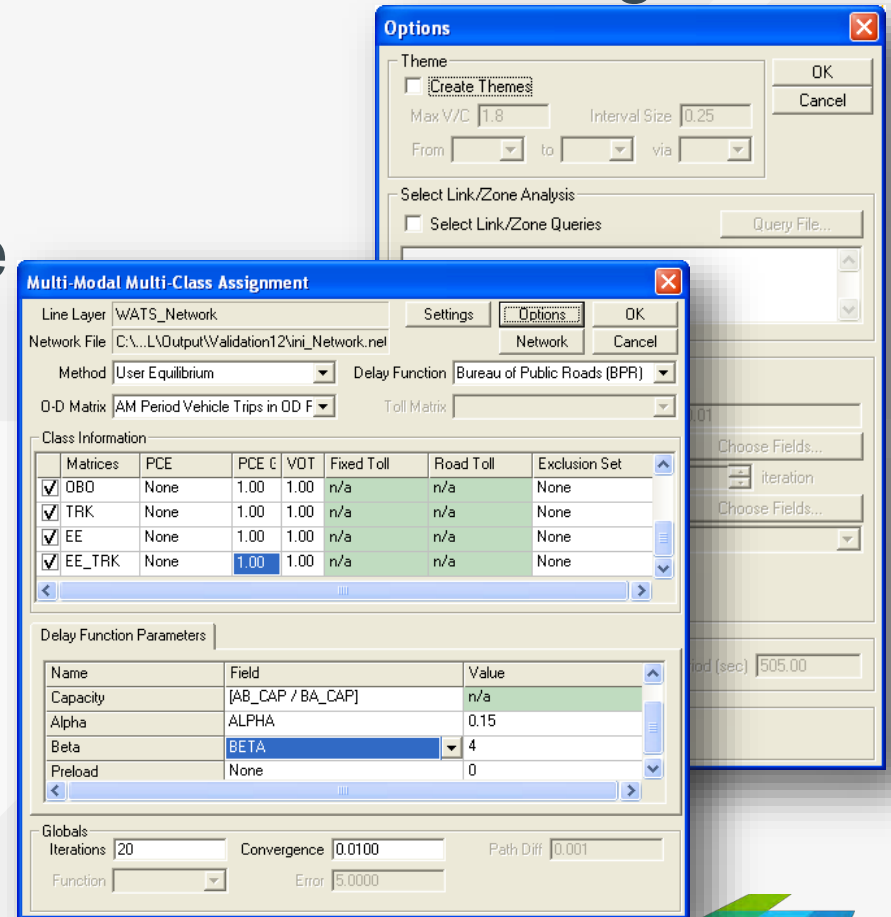 Options
Theme
Create Themes
OK
Cancel
Max V/C 1.8 Interval Size 0.25
From to via
Select Link/Zone Analysis
Select Link/Zone Queries Query File...
e
Multi-Modal Multi-Class Assignment
Line Layer WATS_Network Settings Options OK
Network File C:\...L\Output\Validation12\ini_Network.net Network Cancel
Method User Equilibrium Delay Function Bureau of Public Roads (BPR)
O-D Matrix AM Period Vehicle Trips in OD F Toll Matrix
Class Information
Matrices PCE PCE VOT Fixed Toll Road Toll Exclusion Set
OBO None 1.00 1.00 n/a n/a None
TRK None 1.00 1.00 n/a n/a None
EE None 1.00 1.00 n/a n/a None
EE_TRK None 1.00 1.00 n/a n/a None
Delay Function Parameters
Name Field Value
Capacity [AB_CAP / BA_CAP] n/a
Alpha ALPHA 0.15
Beta BETA 4
Preload None 0
Globals
Iterations 20 Convergence 0.0100 Path Diff 0.001
Function Error 5.0000
0.01
Choose Fields...
iteration
Choose Fields...
(sec) 505.00